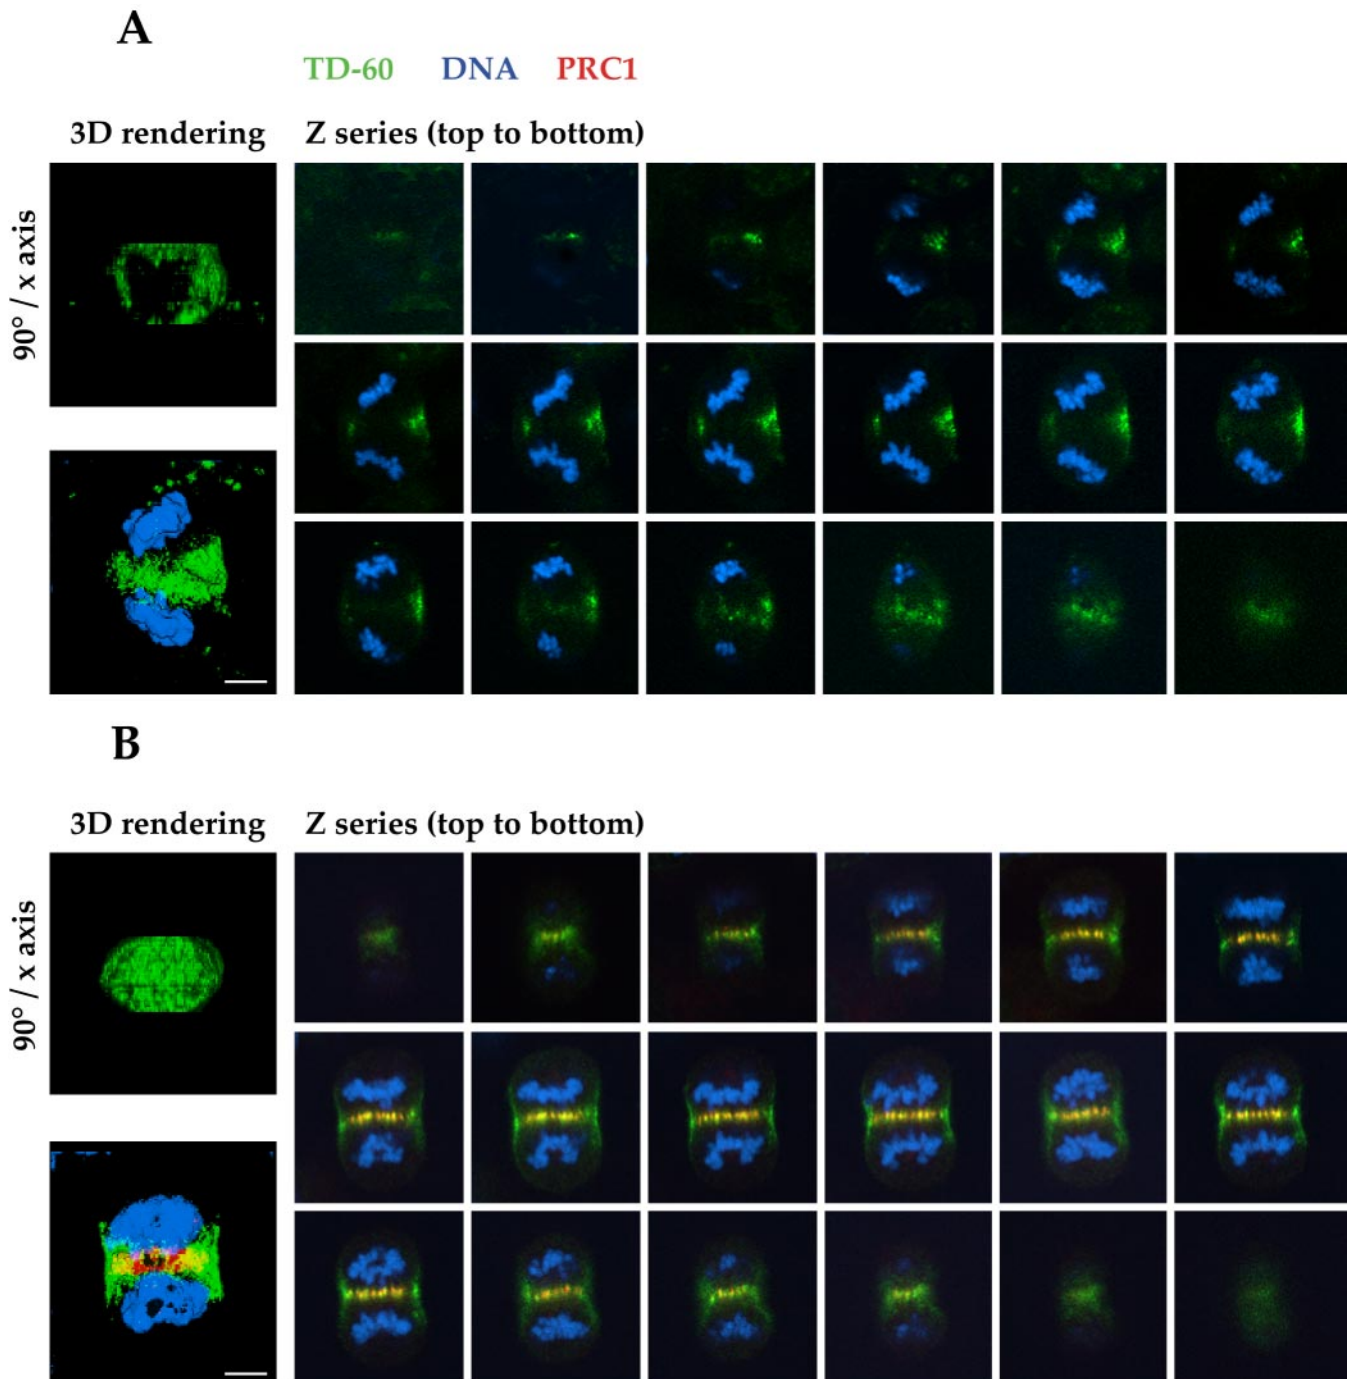 A
TD-60 DNA PRC1
3D rendering Z series (top to bottom)
90° / x axis
B
3D rendering Z series (top to bottom)
90° / x axis